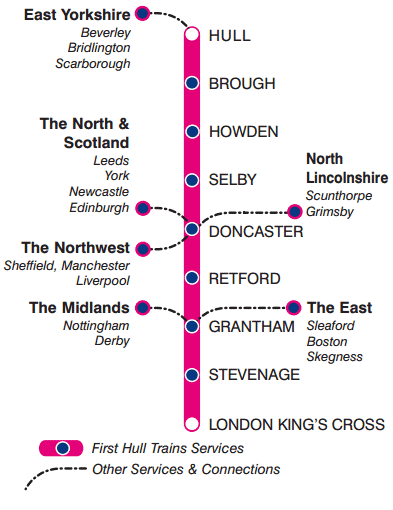 East Yorkshire
Beverley
Bridlington
Scarborough
HULL
BROUGH
The North &
Scotland
Leeds
York
Newcastle
Edinburgh
HOWDEN
SELBY
North
Lincolnshire
Scunthorpe
Grimsby
DONCASTER
The Northwest
Sheffield, Manchester
Liverpool
RETFORD
The Midlands
Nottingham
Derby
GRANTHAM
The East
Sleaford
Boston
Skegness
STEVENAGE
LONDON KING'S CROSS
First Hull Trains Services
Other Services & Connections